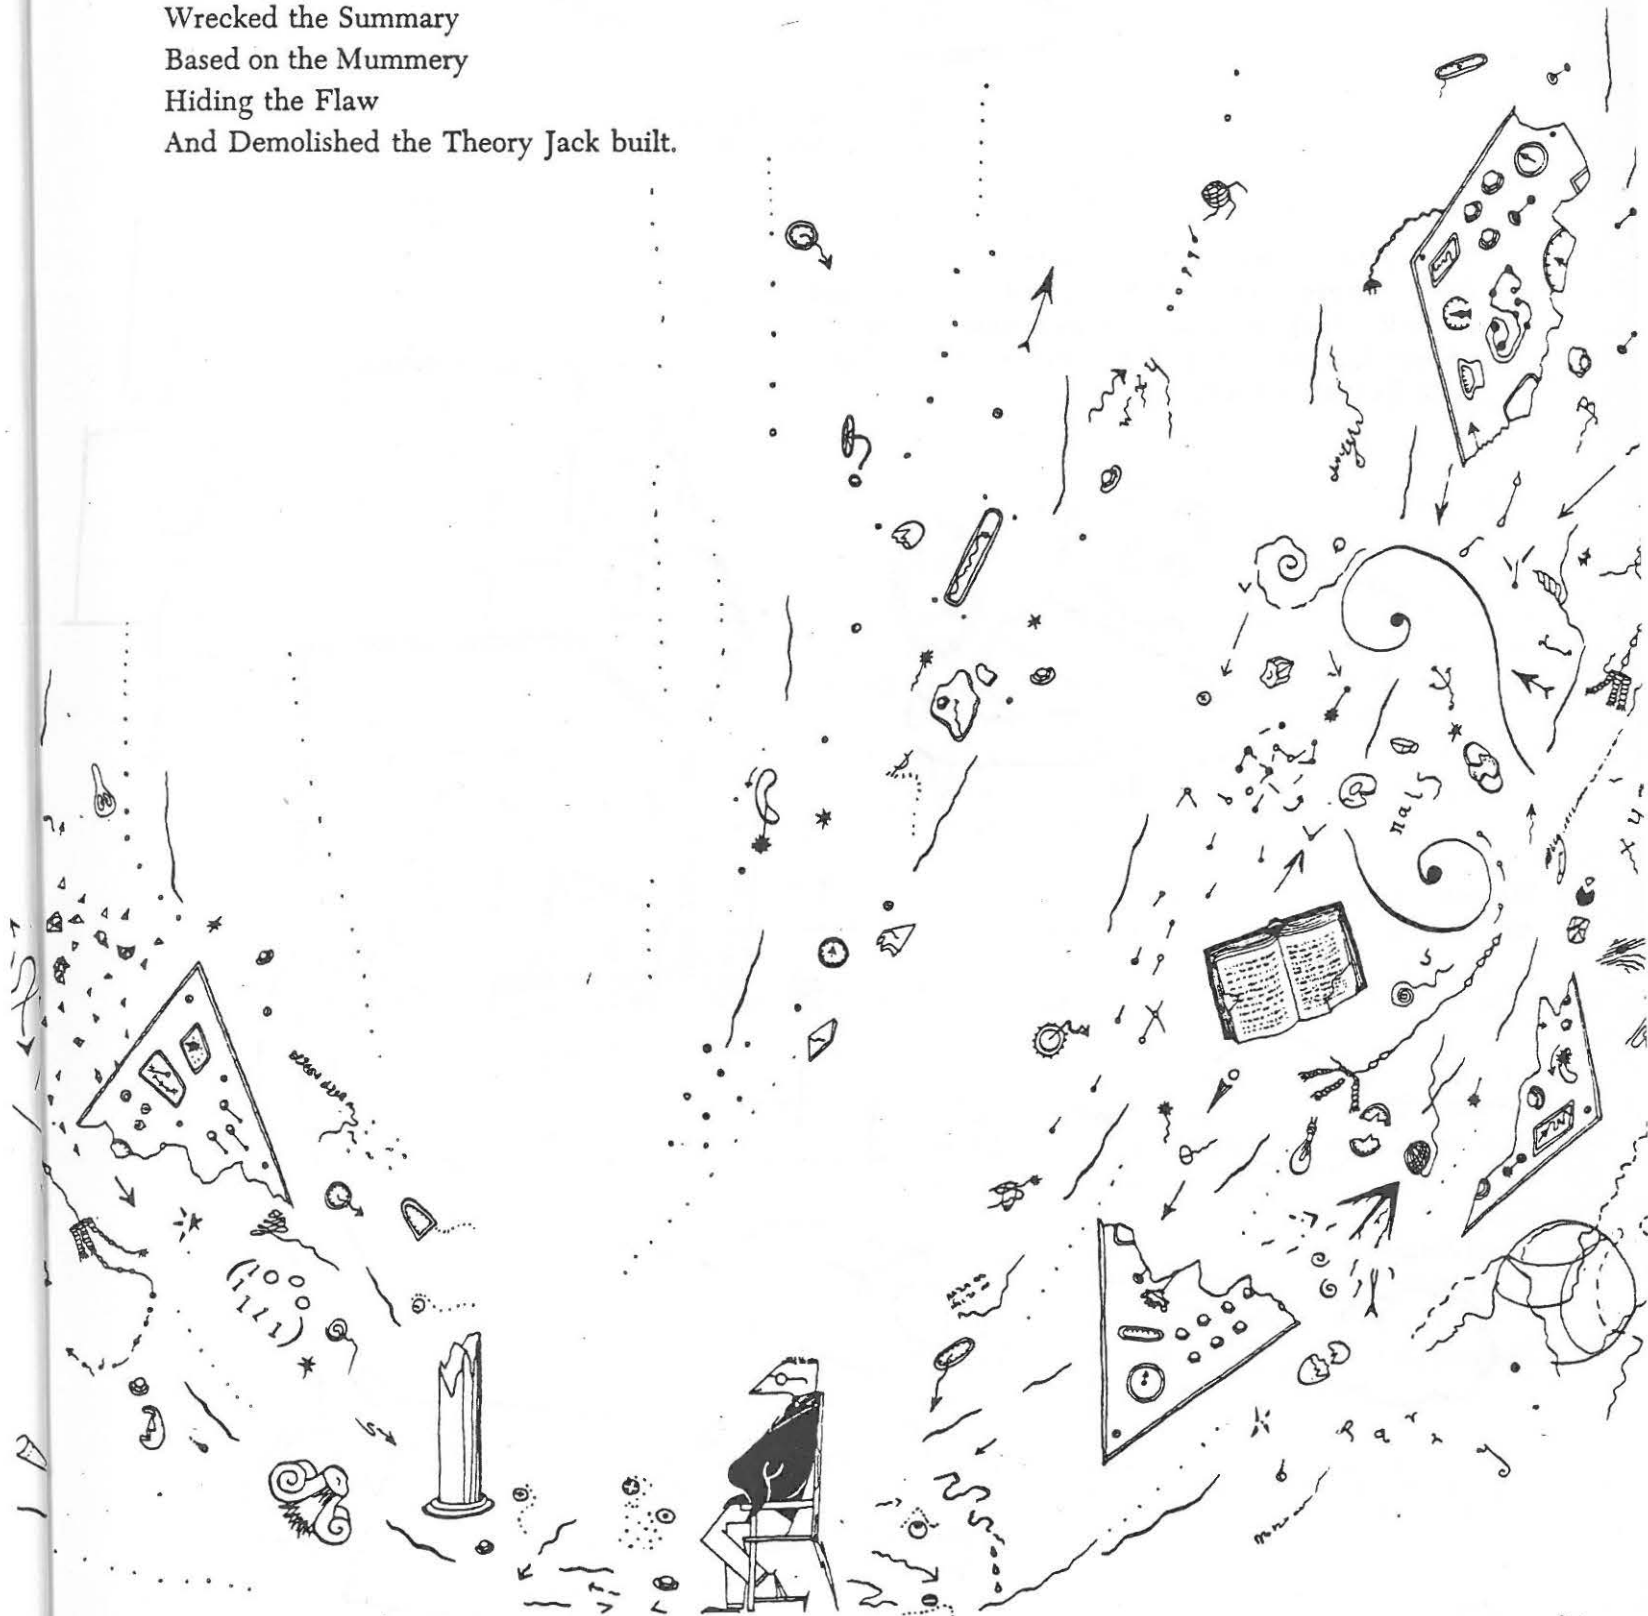 Wrecked the Summary
Based on the Mummery
Hiding the Flaw
And Demolished the Theory Jack built.
w x y